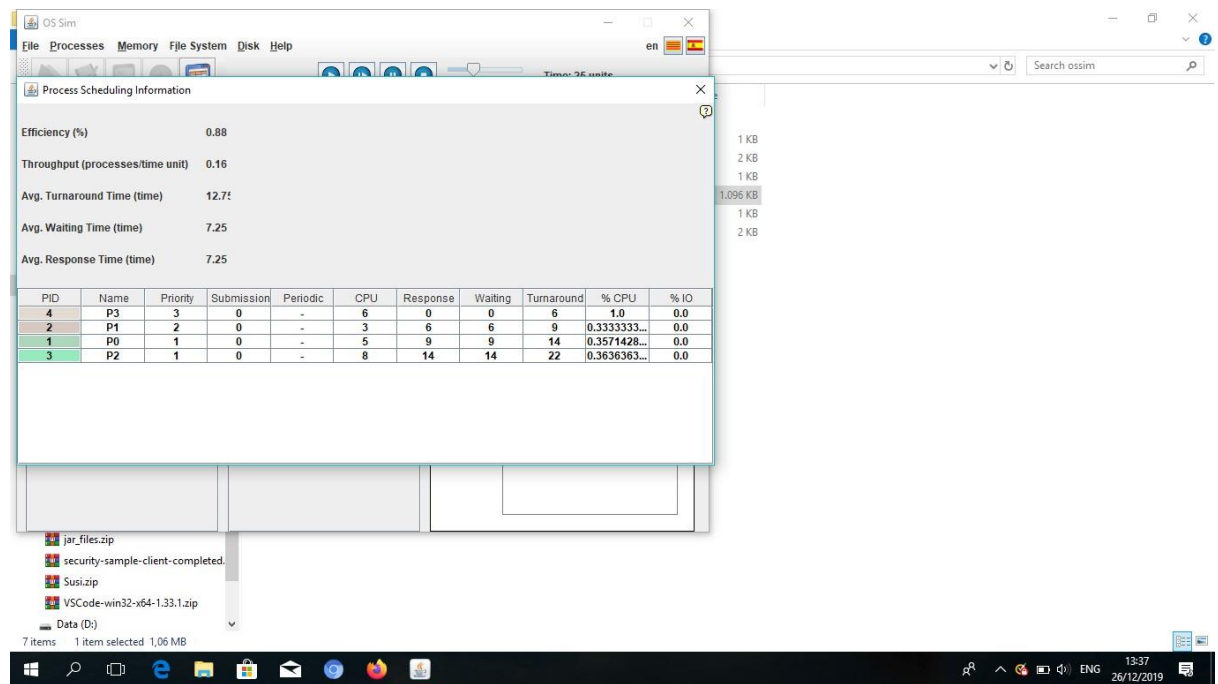 OS Sim
File Processes Memory File System Disk Help en
Time: 25 units
Search ossim
Process Scheduling Information
Efficiency (%) 0.88
Throughput (processes/time unit) 0.16
Avg. Turnaround Time (time) 12.75
Avg. Waiting Time (time) 7.25
Avg. Response Time (time) 7.25
PID Name Priority Submission Periodic CPU Response Waiting Turnaround % CPU % IO
4 P3 3 0 - 6 0 0 6 1.0 0.0
2 P1 2 0 - 3 6 6 9 0.3333333... 0.0
1 P0 1 0 - 5 9 9 14 0.3571428... 0.0
3 P2 1 0 - 8 14 14 22 0.3636363... 0.0
1 KB
2 KB
1 KB
1.096 KB
1 KB
2 KB
jar_files.zip
security-sample-client-completed.
Susi.zip
VSCode-win32-x64-1.33.1.zip
Data (D:)
7 items 1 item selected 1,06 MB
ENG 13:37
26/12/2019